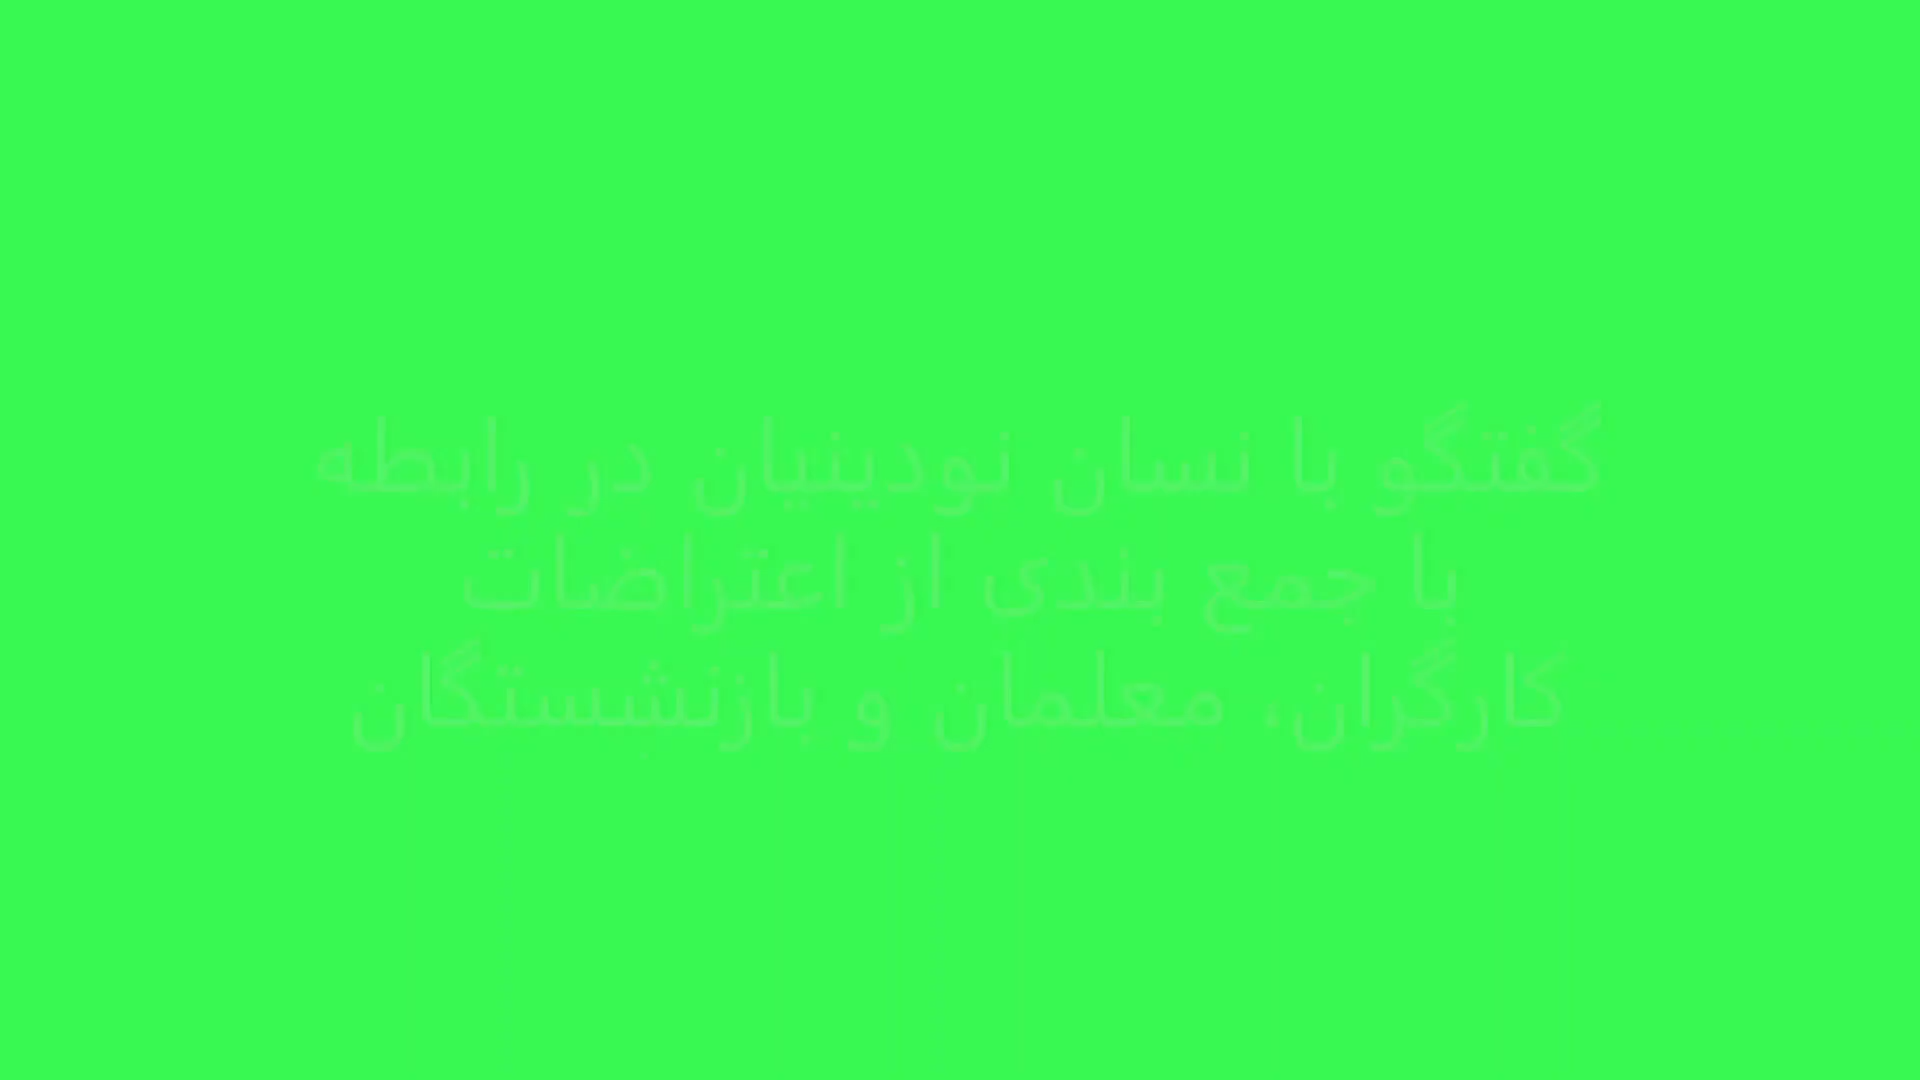 گفتگو با نسان نودینیان در رابطه
با جمع بندی از اعتراضات
کارگران، معلمان و بازنشستگان